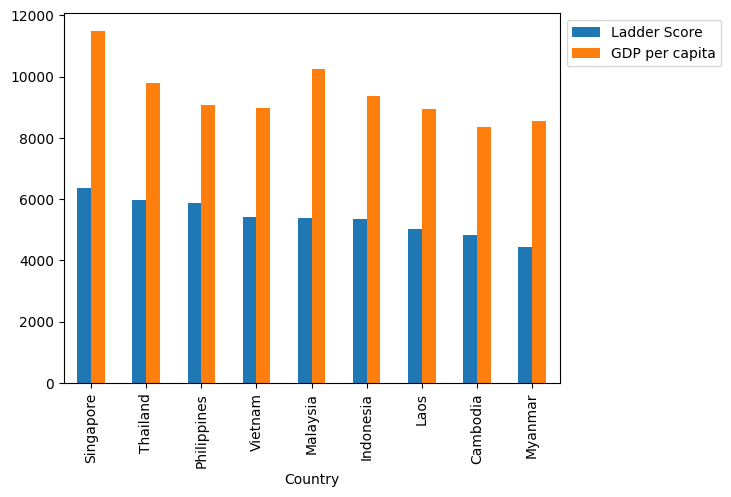 12000
10000
8000
6000
4000
2000
0
Ladder Score
GDP per capita
Singapore
Thailand
Philippines
Vietnam
Malaysia
Indonesia
Laos
Cambodia
Myanmar
Country